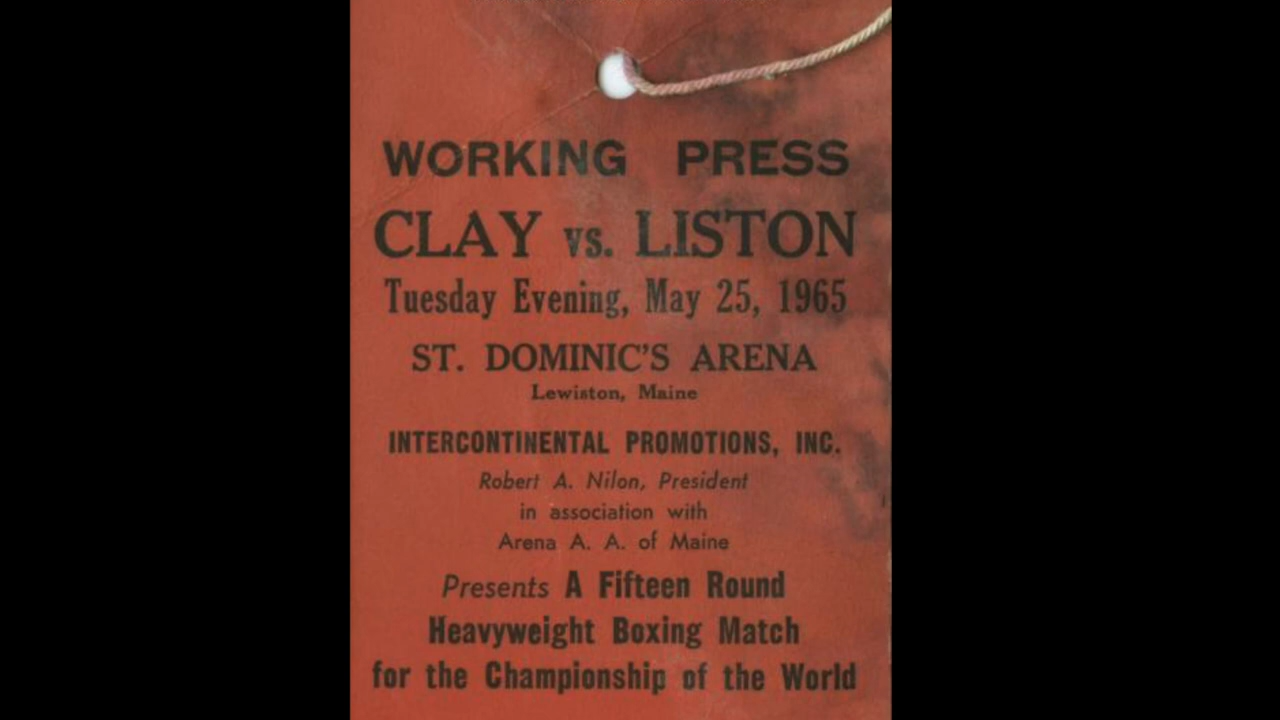 WORKING PRESS
CLAY vs. LISTON
Tuesday Evening, May 25, 1965
ST. DOMINIC'S ARENA
Lewiston, Maine
INTERCONTINENTAL PROMOTIONS, INC.
Robert A. Nilon, President
in association with
Arena A. A. of Maine
Presents A Fifteen Round
Heavyweight Boxing Match
for the Championship of the World